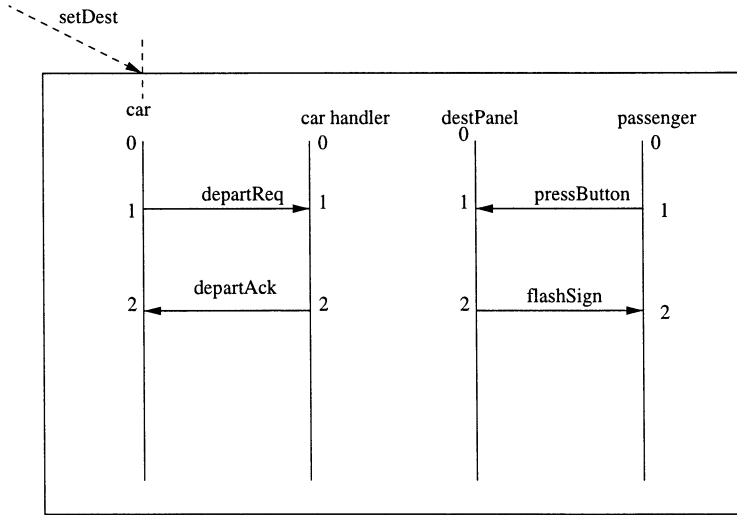 setDest
car
car handler
destPanel
passenger
0
0
0
0
departReq
pressButton
1
1
1
1
departAck
flashSign
2
2
2
2